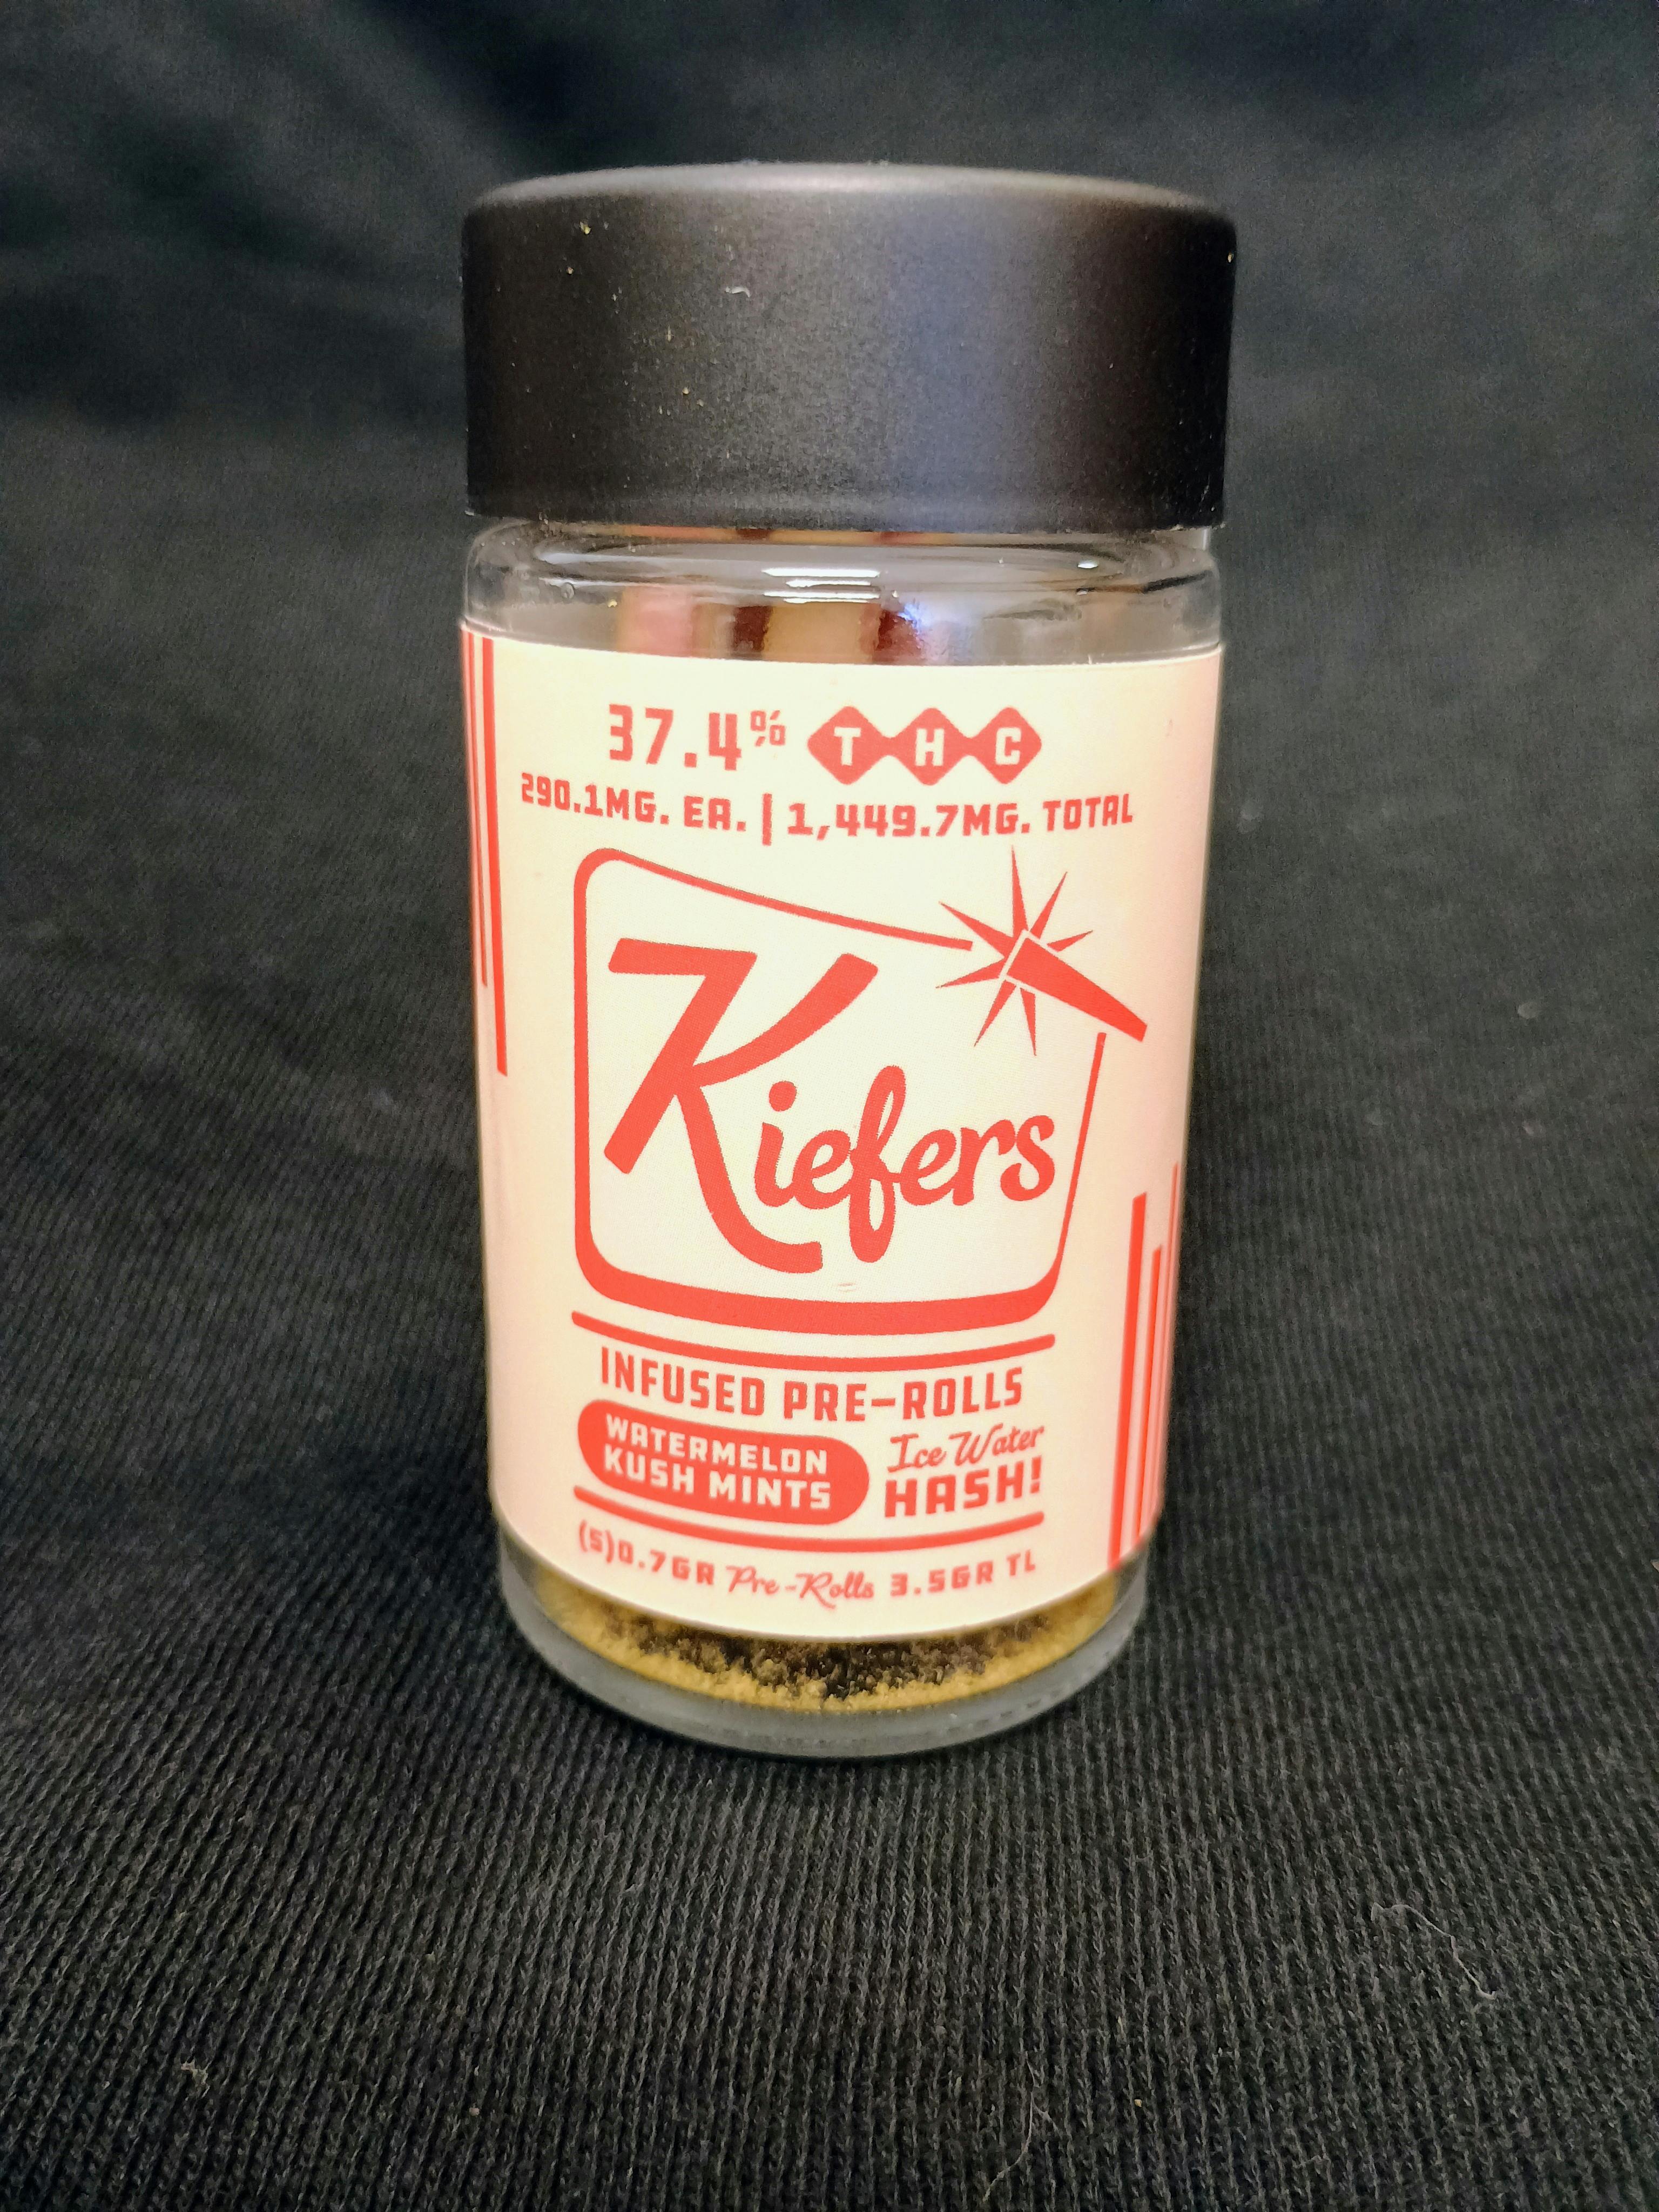 37.4% THC
290.1MG. EA. | 1,449.7MG. TOTAL
Kiefers
INFUSED PRE-ROLLS
WATERMELON
KUSH MINTS
Ice Water
HASH!
(5)0.7GR Pre-Rolls 3.5GR TL